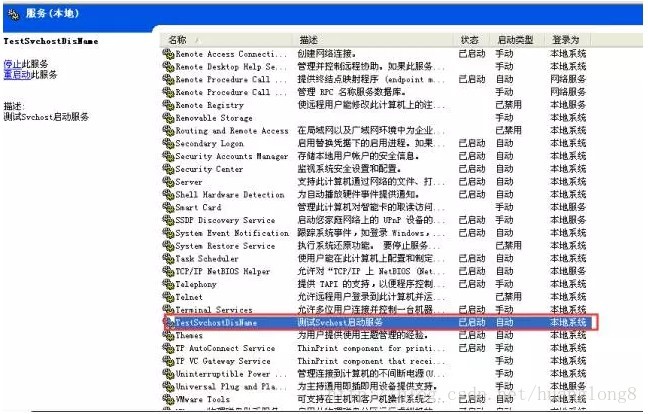 服务(本地)
TestSvchostDisName
停止此服务
重启动此服务
描述:
测试Svchost启动服务
名称 描述 状态 启动类型 登录为
Remote Access Connecti... 创建网络连接。 已启动 手动 本地系统
Remote Desktop Help Se... 管理并控制远程协助。如果此服务... 手动 本地系统
Remote Procedure Call ... 提供终结点映射程序 (endpoint m... 已启动 自动 网络服务
Remote Procedure Call ... 管理 RPC 名称服务数据库。 手动 网络服务
Remote Registry 使远程用户能修改此计算机上的注... 已禁用 本地服务
Removable Storage 手动 本地系统
Routing and Remote Access 在局域网以及广域网环境中为企业... 已禁用 本地系统
Secondary Logon 启用替换凭据下的启用进程。如果... 已启动 自动 本地系统
Security Accounts Manager 存储本地用户帐户的安全信息。 已启动 自动 本地系统
Security Center 监视系统安全设置和配置。 已启动 自动 本地系统
Server 支持此计算机通过网络的文件、打... 已启动 自动 本地系统
Shell Hardware Detection 为自动播放硬件事件提供通知。 已启动 自动 本地系统
Smart Card 管理此计算机对智能卡的取读访问... 手动 本地服务
SSDP Discovery Service 启动您家庭网络上的 UPnP 设备的... 已启动 手动 本地服务
System Event Notification 跟踪系统事件，如登录 Windows，... 已启动 自动 本地系统
System Restore Service 执行系统还原功能。 要停止服务... 已禁用 本地系统
Task Scheduler 使用户能在此计算机上配置和制定... 已启动 自动 本地系统
TCP/IP NetBIOS Helper 允许对“TCP/IP 上 NetBIOS (Net... 已启动 自动 本地服务
Telephony 提供 TAPI 的支持，以便程序控制... 已启动 手动 本地系统
Telnet 允许远程用户登录到此计算机并运... 已禁用 本地系统
Terminal Services 允许多位用户连接并控制一台机器... 已启动 手动 本地系统
TestSvchostDisName 测试Svchost启动服务 已启动 自动 本地系统
Themes 为用户提供使用主题管理的经验。 已启动 自动 本地系统
TP AutoConnect Service ThinPrint component for printi... 已启动 手动 本地系统
TP VC Gateway Service ThinPrint component that recei... 手动 本地系统
Uninterruptible Power ... 管理连接到计算机的不间断电源(U... 手动 本地服务
Universal Plug and Pla... 为主持通用即插即用设备提供支持。 手动 本地服务
VMware Tools 可支持在主机和客户机操作系统之... 已启动 自动 本地系统